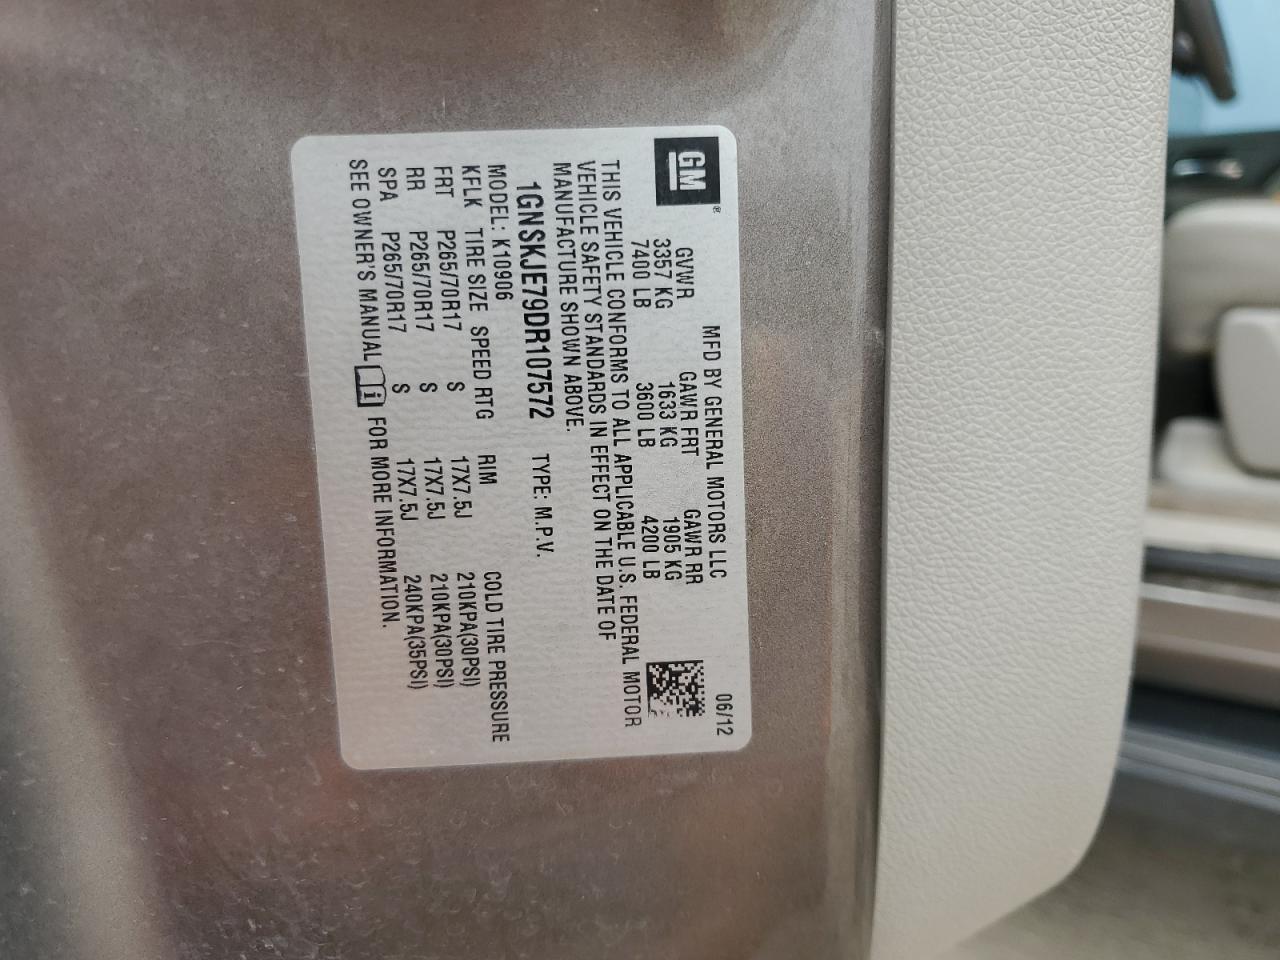 GM ®
MFD BY GENERAL MOTORS LLC 06/12
GVWR GAWR FRT GAWR RR
3357 KG 1633 KG 1905 KG
7400 LB 3600 LB 4200 LB
THIS VEHICLE CONFORMS TO ALL APPLICABLE U.S. FEDERAL MOTOR
VEHICLE SAFETY STANDARDS IN EFFECT ON THE DATE OF
MANUFACTURE SHOWN ABOVE.
1GNSKJE79DR107572 TYPE: M.P.V.
MODEL: K10906
KFLK TIRE SIZE SPEED RTG RIM COLD TIRE PRESSURE
FRT P265/70R17 S 17X7.5J 210KPA(30PSI)
RR P265/70R17 S 17X7.5J 210KPA(30PSI)
SPA P265/70R17 S 17X7.5J 240KPA(35PSI)
SEE OWNER'S MANUAL i FOR MORE INFORMATION.